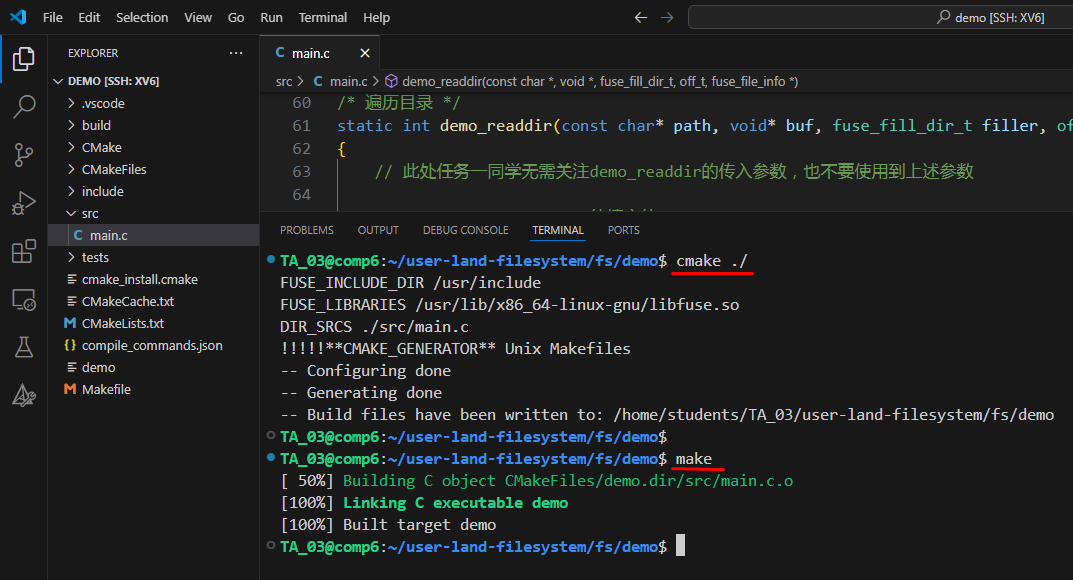 File Edit Selection View Go Run Terminal Help
demo [SSH: XV6]
EXPLORER
DEMO [SSH: XV6]
.vscode
build
CMake
CMakeFiles
include
src
C main.c
tests
cmake_install.cmake
CMakeCache.txt
M CMakeLists.txt
{} compile_commands.json
demo
M Makefile
C main.c
src > C main.c > demo_readdir(const char *, void *, fuse_fill_dir_t, off_t, fuse_file_info *)
60 /* 遍历目录 */
61 static int demo_readdir(const char* path, void* buf, fuse_fill_dir_t filler, of
62 {
63 // 此处任务一同学无需关注demo_readdir的传入参数，也不要使用到上述参数
64
PROBLEMS OUTPUT DEBUG CONSOLE TERMINAL PORTS
TA_03@comp6:~/user-land-filesystem/fs/demo$ cmake ./
FUSE_INCLUDE_DIR /usr/include
FUSE_LIBRARIES /usr/lib/x86_64-linux-gnu/libfuse.so
DIR_SRCS ./src/main.c
!!!!!**CMAKE_GENERATOR** Unix Makefiles
-- Configuring done
-- Generating done
-- Build files have been written to: /home/students/TA_03/user-land-filesystem/fs/demo
TA_03@comp6:~/user-land-filesystem/fs/demo$
TA_03@comp6:~/user-land-filesystem/fs/demo$ make
[ 50%] Building C object CMakeFiles/demo.dir/src/main.c.o
[100%] Linking C executable demo
[100%] Built target demo
TA_03@comp6:~/user-land-filesystem/fs/demo$